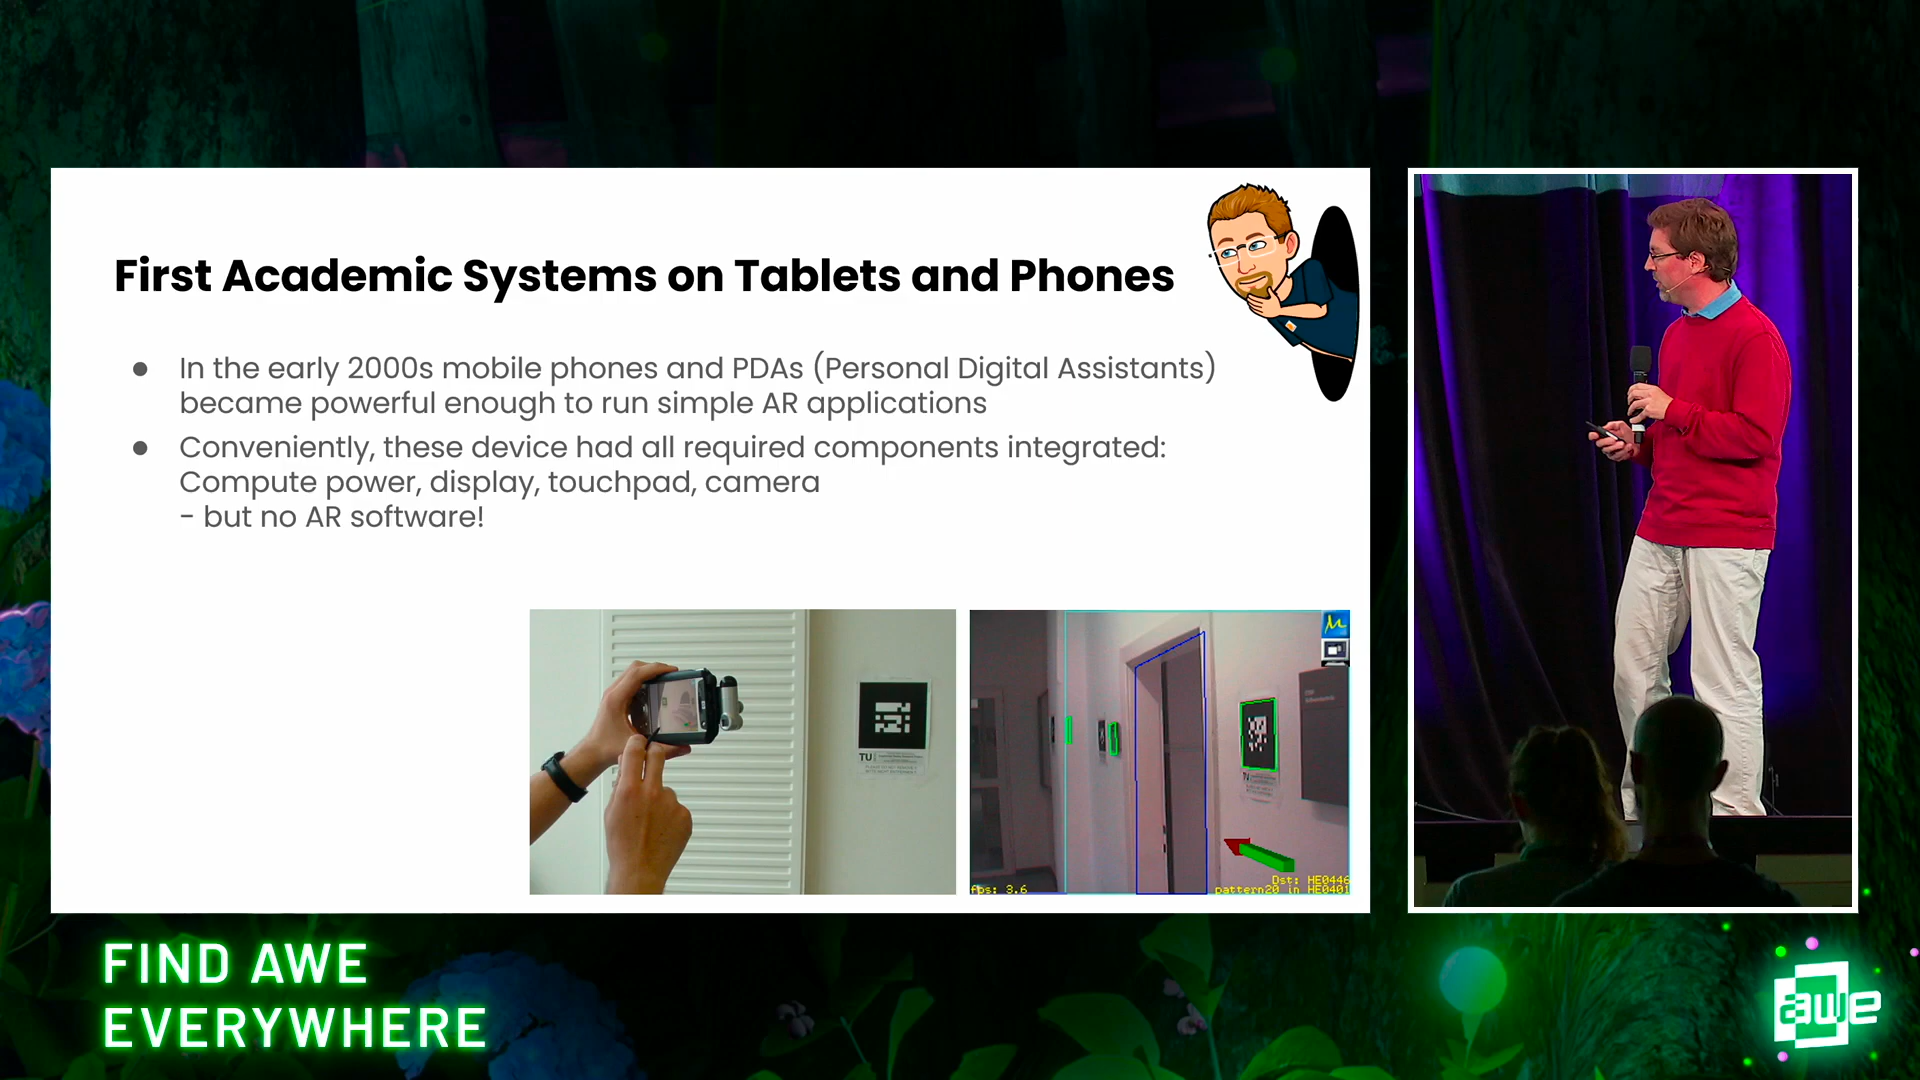 First Academic Systems on Tablets and Phones
● In the early 2000s mobile phones and PDAs (Personal Digital Assistants)
became powerful enough to run simple AR applications
● Conveniently, these device had all required components integrated:
Compute power, display, touchpad, camera
- but no AR software!
TU
TU
fps: 3.6
Dst: HE0446
pattern20 in HE0401
FIND AWE
EVERYWHERE
awe